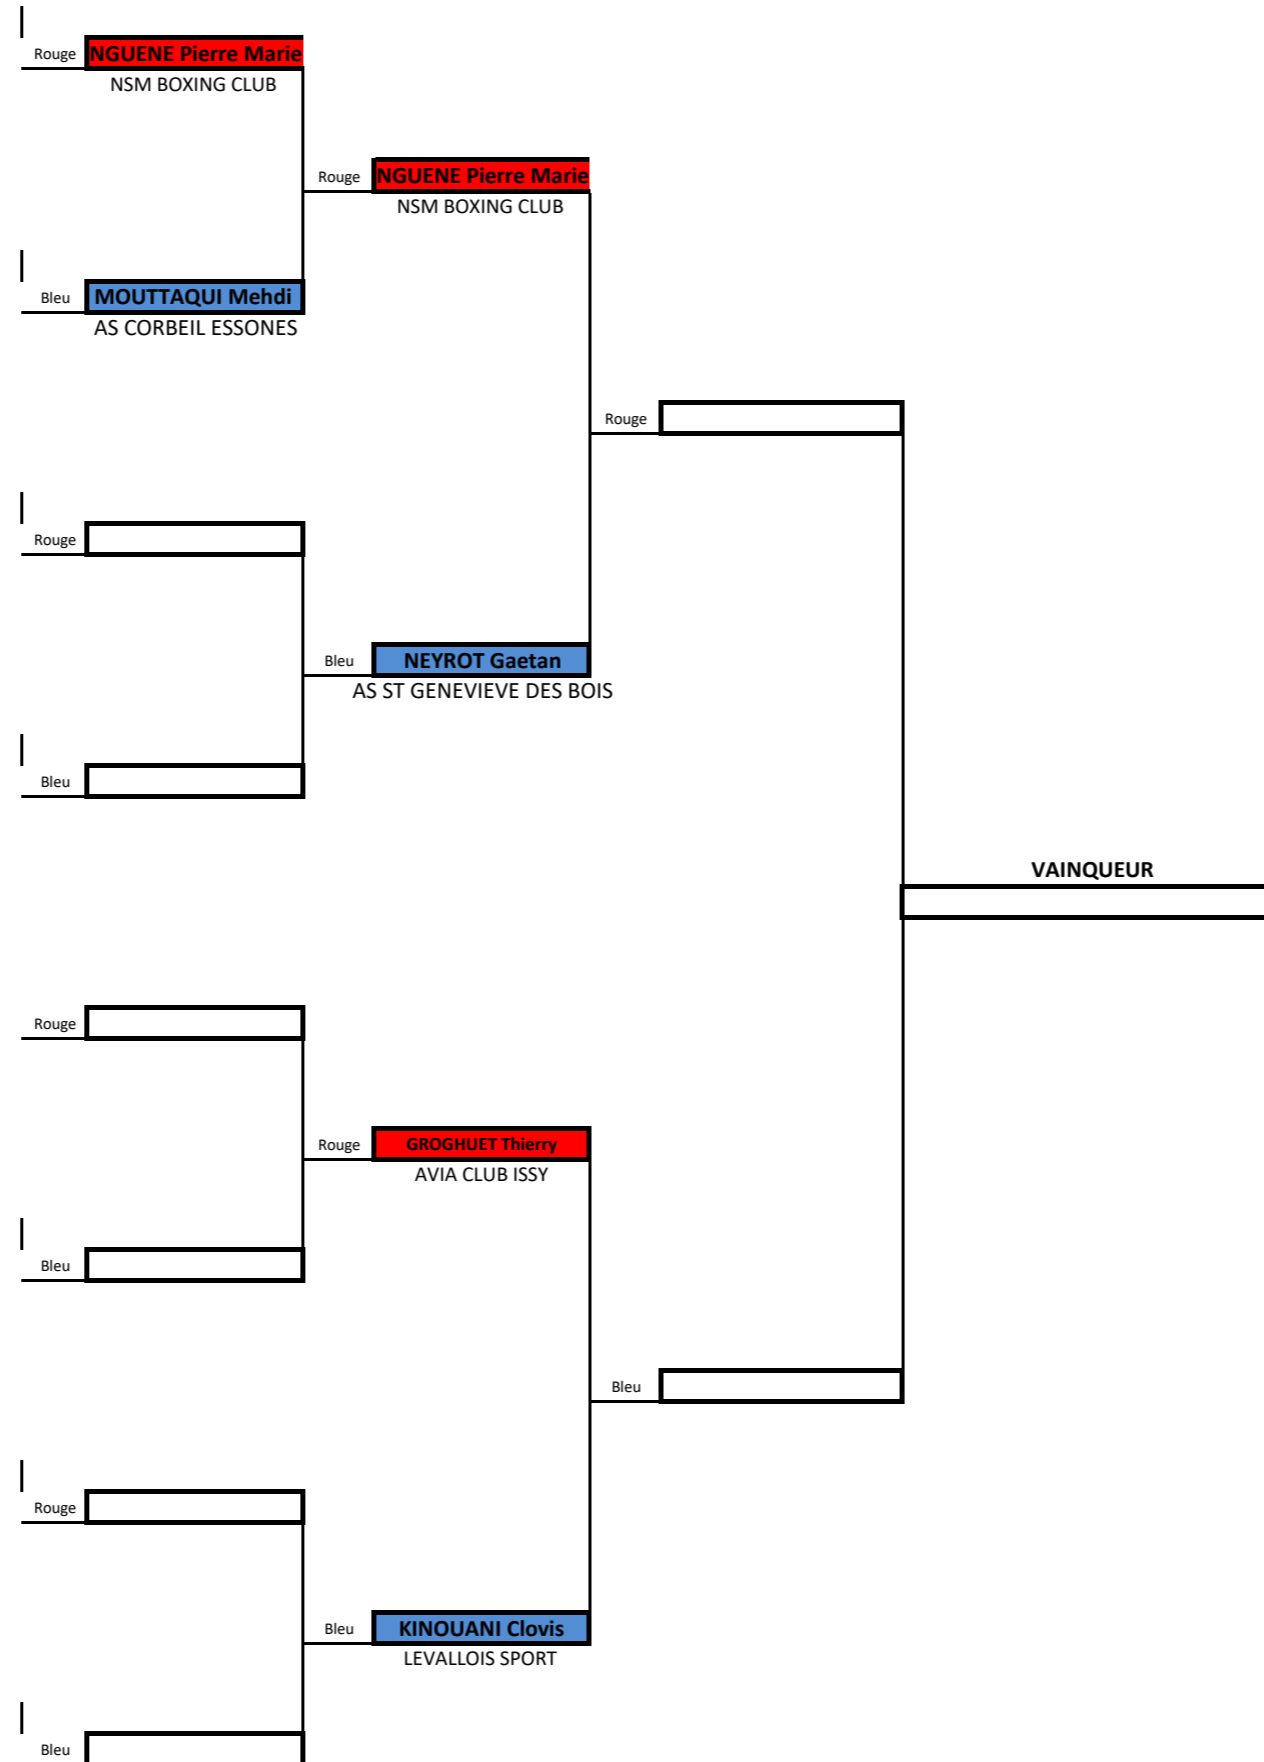 Rouge NGUENE Pierre Marie
NSM BOXING CLUB
Rouge NGUENE Pierre Marie
NSM BOXING CLUB
Bleu MOUTTAQUI Mehdi
AS CORBEIL ESSONES
Rouge
Rouge
Bleu NEYROT Gaetan
AS ST GENEVIEVE DES BOIS
Bleu
VAINQUEUR
Rouge
Rouge GROGHUET Thierry
AVIA CLUB ISSY
Bleu
Bleu
Rouge
Bleu KINOUANI Clovis
LEVALLOIS SPORT
Bleu